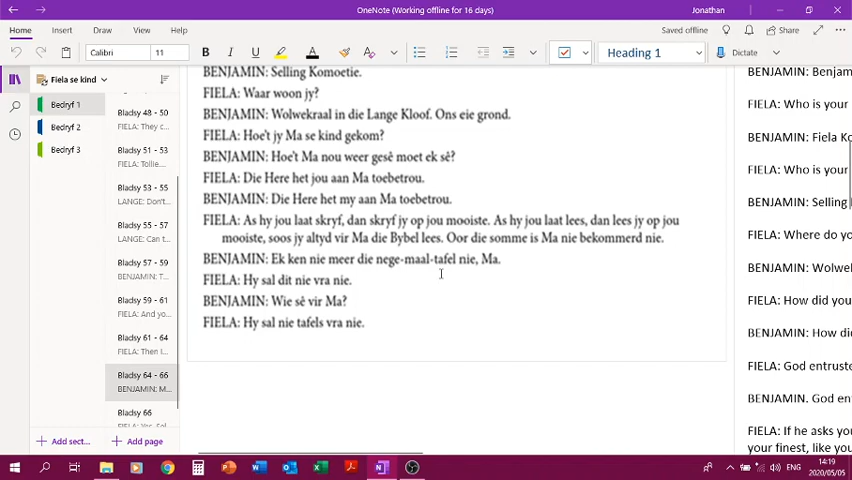 OneNote (Working offline for 16 days)
Jonathan
Home Insert Draw View Help
Saved offline Share
Calibri 11 B I U A A Heading 1 Dictate
Fiela se kind
Bedryf 1
Bedryf 2
Bedryf 3
Bladsy 48 - 50
FIELA: They c...
Bladsy 51 - 53
FIELA: Tollie...
Bladsy 53 - 55
LANGE: Don't...
Bladsy 55 - 57
LANGE: Can t...
Bladsy 57 - 59
BENJAMIN: T...
Bladsy 59 - 61
FIELA: And yo...
Bladsy 61 - 64
FIELA: Then I...
Bladsy 64 - 66
BENJAMIN: M...
Bladsy 66
Add sect...
Add page
BENJAMIN: Selling Komoetie.
FIELA: Waar woon jy?
BENJAMIN: Wolwekraal in die Lange Kloof. Ons eie grond.
FIELA: Hoe't jy Ma se kind gekom?
BENJAMIN: Hoe't Ma nou weer gesê moet ek sê?
FIELA: Die Here het jou aan Ma toebetrou.
BENJAMIN: Die Here het my aan Ma toebetrou.
FIELA: As hy jou laat skryf, dan skryf jy op jou mooiste. As hy jou laat lees, dan lees jy op jou
mooiste, soos jy altyd vir Ma die Bybel lees. Oor die somme is Ma nie bekommerd nie.
BENJAMIN: Ek ken nie meer die nege-maal-tafel nie, Ma.
FIELA: Hy sal dit nie vra nie.
BENJAMIN: Wie sê vir Ma?
FIELA: Hy sal nie tafels vra nie.
BENJAMIN: Benjam
FIELA: Who is your
BENJAMIN: Fiela Ko
FIELA: Who is your
BENJAMIN: Selling
FIELA: Where do yo
BENJAMIN: Wolwek
FIELA: How did you
BENJAMIN: How di
FIELA: God entruste
BENJAMIN. God en
FIELA: If he asks yo
your finest, like you
ENG
14:19
2020/05/05